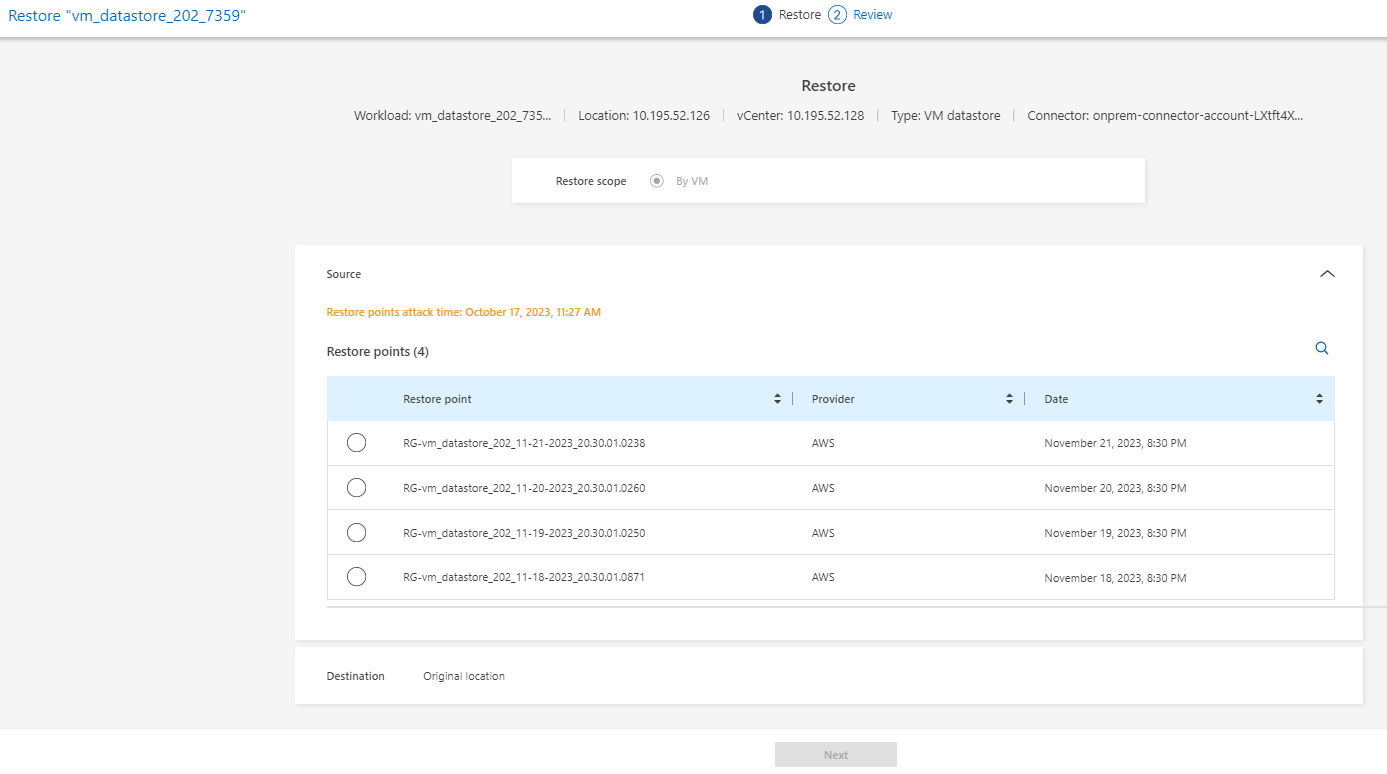 Restore "vm_datastore_202_7359" 1 Restore 2 Review
Restore
Workload: vm_datastore_202_735... Location: 10.195.52.126 vCenter: 10.195.52.128 Type: VM datastore Connector: onprem-connector-account-LXtft4X...
Restore scope By VM
Source
Restore points attack time: October 17, 2023, 11:27 AM
Restore points (4)
Restore point Provider Date
RG-vm_datastore_202_11-21-2023_20.30.01.0238 AWS November 21, 2023, 8:30 PM
RG-vm_datastore_202_11-20-2023_20.30.01.0260 AWS November 20, 2023, 8:30 PM
RG-vm_datastore_202_11-19-2023_20.30.01.0250 AWS November 19, 2023, 8:30 PM
RG-vm_datastore_202_11-18-2023_20.30.01.0871 AWS November 18, 2023, 8:30 PM
Destination Original location
Next